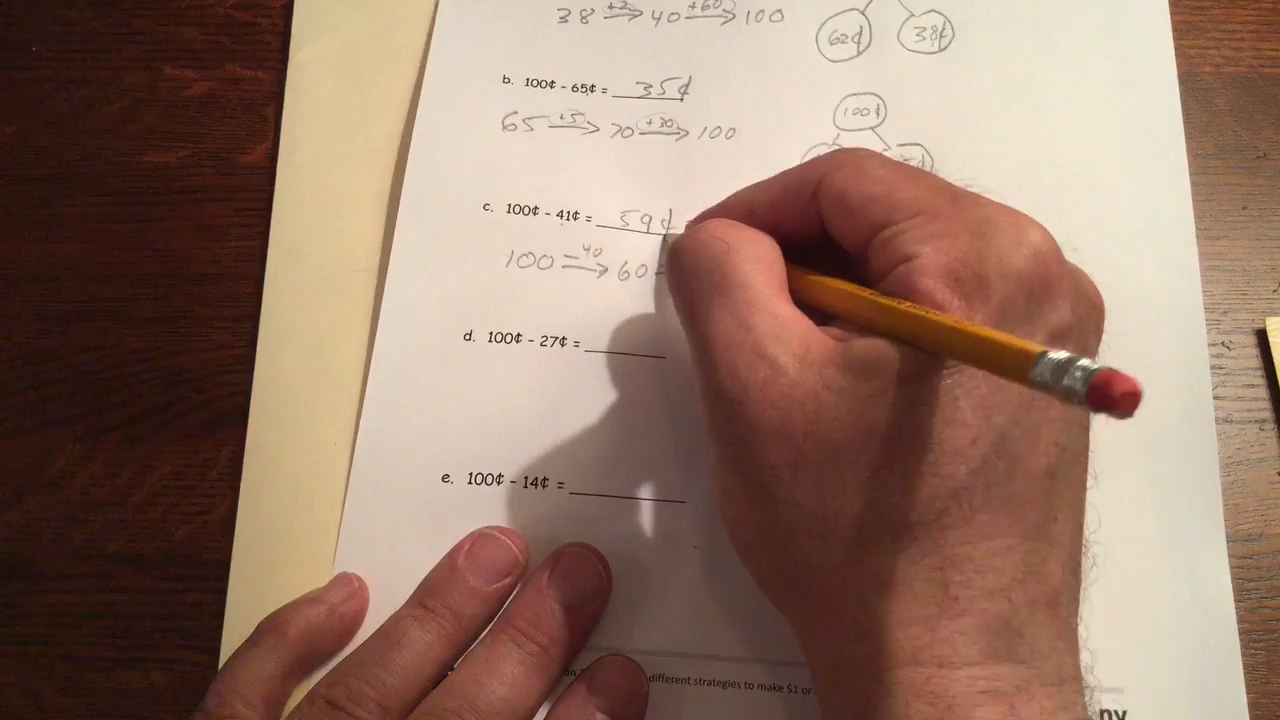 38 +2 40 +60 100
62¢ 38¢
b. 100¢ - 65¢ = 35¢
100¢
65 +5 70 +30 100
c. 100¢ - 41¢ = 59¢
100 -40 60
d. 100¢ - 27¢ =
e. 100¢ - 14¢ =
different strategies to make $1 or